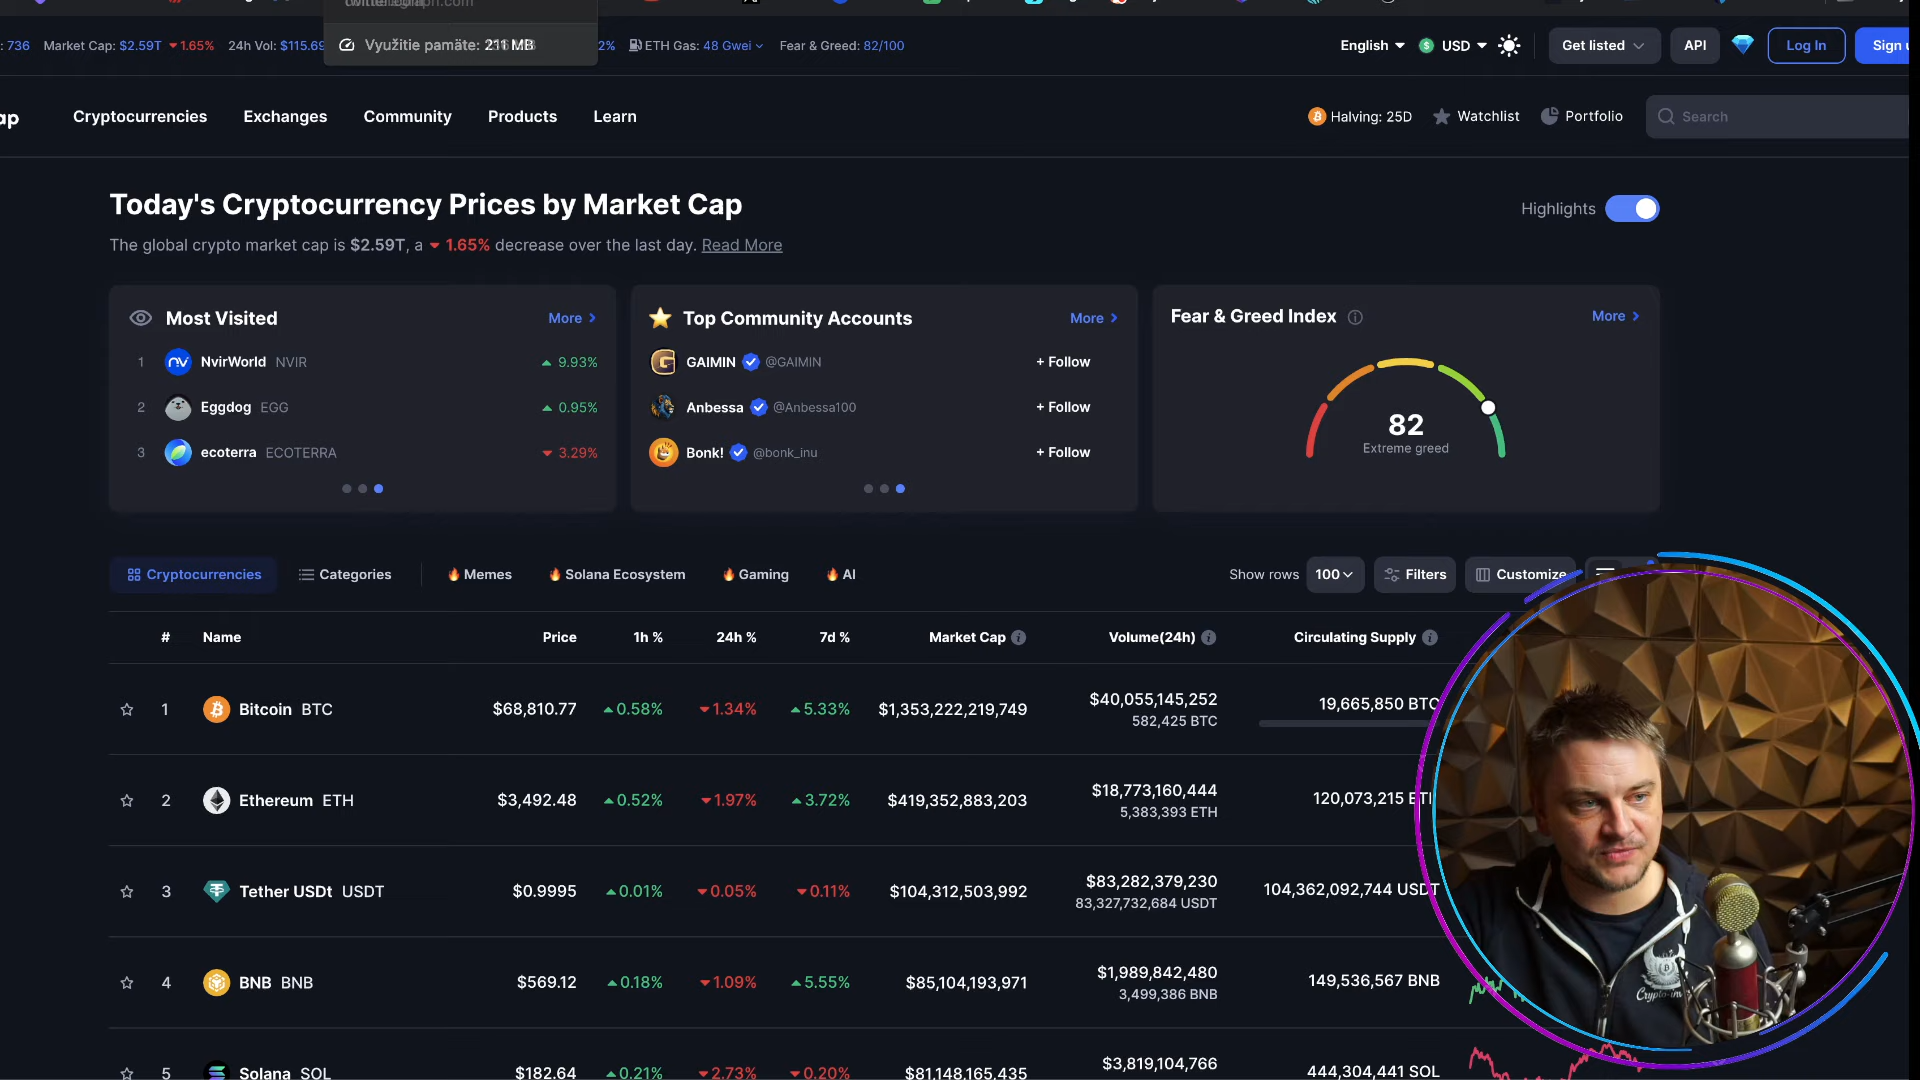 : 736 Market Cap: $2.59T 1.65% 24h Vol: $115.69 2% ETH Gas: 48 Gwei Fear & Greed: 82/100 English USD Get listed API Log In Sign u
Využitie pamäte: MB
ap Cryptocurrencies Exchanges Community Products Learn Halving: 25D Watchlist Portfolio Search
Today's Cryptocurrency Prices by Market Cap
Highlights
The global crypto market cap is $2.59T, a 1.65% decrease over the last day. Read More
Most Visited More
1 NvirWorld NVIR 9.93%
2 Eggdog EGG 0.95%
3 ecoterra ECOTERRA 3.29%
Top Community Accounts More
GAIMIN @GAIMIN + Follow
Anbessa @Anbessa100 + Follow
Bonk! @bonk_inu + Follow
Fear & Greed Index More
82
Extreme greed
Cryptocurrencies Categories Memes Solana Ecosystem Gaming AI Show rows 100 Filters Customize
# Name Price 1h % 24h % 7d % Market Cap Volume(24h) Circulating Supply
1 Bitcoin BTC $68,810.77 0.58% 1.34% 5.33% $1,353,222,219,749 $40,055,145,252 19,665,850 BTC
582,425 BTC
2 Ethereum ETH $3,492.48 0.52% 1.97% 3.72% $419,352,883,203 $18,773,160,444 120,073,215 ETH
5,383,393 ETH
3 Tether USDt USDT $0.9995 0.01% 0.05% 0.11% $104,312,503,992 $83,282,379,230 104,362,092,744 USDT
83,327,732,684 USDT
4 BNB BNB $569.12 0.18% 1.09% 5.55% $85,104,193,971 $1,989,842,480 149,536,567 BNB
3,499,386 BNB
5 Solana SOL $182.64 0.21% 2.73% 0.20% $81,148,165,435 $3,819,104,766 444,304,441 SOL